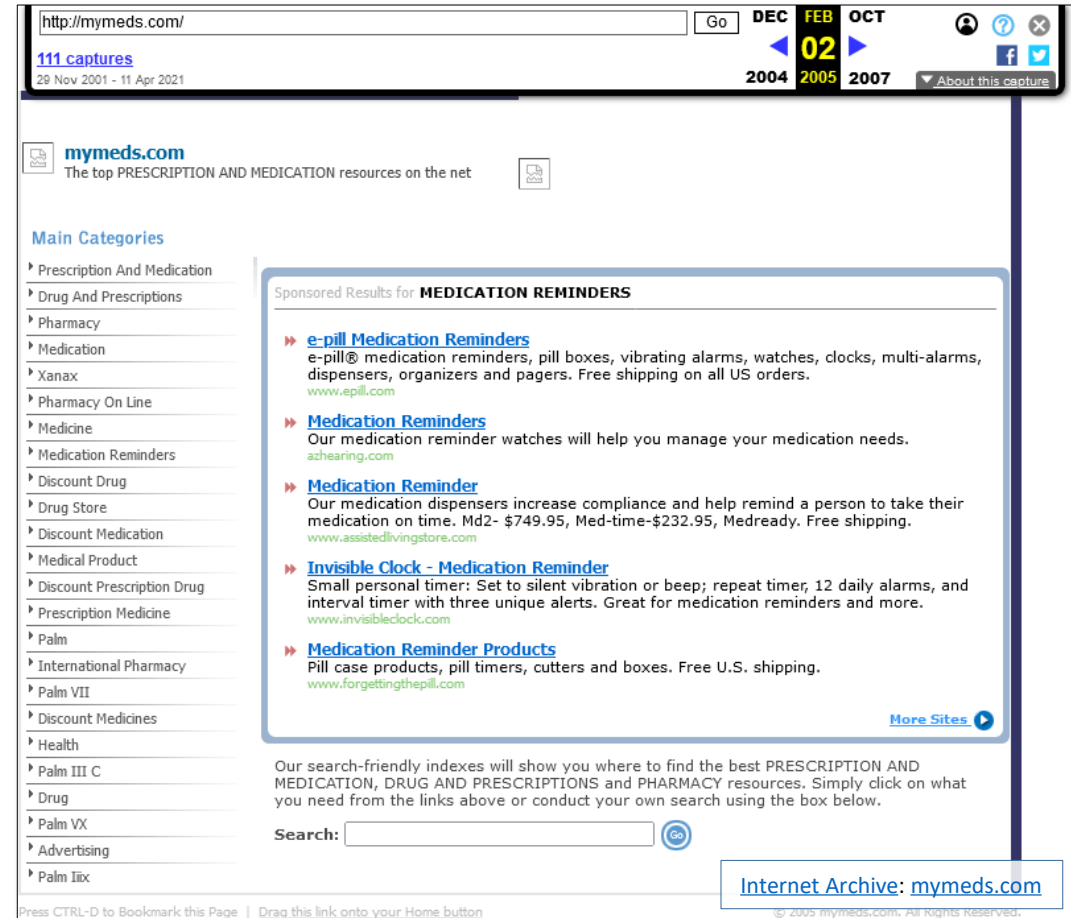 http://mymeds.com/
Go
DEC FEB OCT
111 captures
02
29 Nov 2001 - 11 Apr 2021
2004 2005 2007
About this capture
mymeds.com
The top PRESCRIPTION AND MEDICATION resources on the net
Main Categories
Prescription And Medication
Drug And Prescriptions
Pharmacy
Medication
Xanax
Pharmacy On Line
Medicine
Medication Reminders
Discount Drug
Drug Store
Discount Medication
Medical Product
Discount Prescription Drug
Prescription Medicine
Palm
International Pharmacy
Palm VII
Discount Medicines
Health
Palm III C
Drug
Palm VX
Advertising
Palm Iiix
Sponsored Results for MEDICATION REMINDERS
e-pill Medication Reminders
e-pill® medication reminders, pill boxes, vibrating alarms, watches, clocks, multi-alarms,
dispensers, organizers and pagers. Free shipping on all US orders.
www.epill.com
Medication Reminders
Our medication reminder watches will help you manage your medication needs.
azhearing.com
Medication Reminder
Our medication dispensers increase compliance and help remind a person to take their
medication on time. Md2- $749.95, Med-time-$232.95, Medready. Free shipping.
www.assistedlivingstore.com
Invisible Clock - Medication Reminder
Small personal timer: Set to silent vibration or beep; repeat timer, 12 daily alarms, and
interval timer with three unique alerts. Great for medication reminders and more.
www.invisibleclock.com
Medication Reminder Products
Pill case products, pill timers, cutters and boxes. Free U.S. shipping.
www.forgettingthepill.com
More Sites
Our search-friendly indexes will show you where to find the best PRESCRIPTION AND
MEDICATION, DRUG AND PRESCRIPTIONS and PHARMACY resources. Simply click on what
you need from the links above or conduct your own search using the box below.
Search:
Go
Internet Archive: mymeds.com
Press CTRL-D to Bookmark this Page | Drag this link onto your Home button
© 2005 mymeds.com. All Rights Reserved.